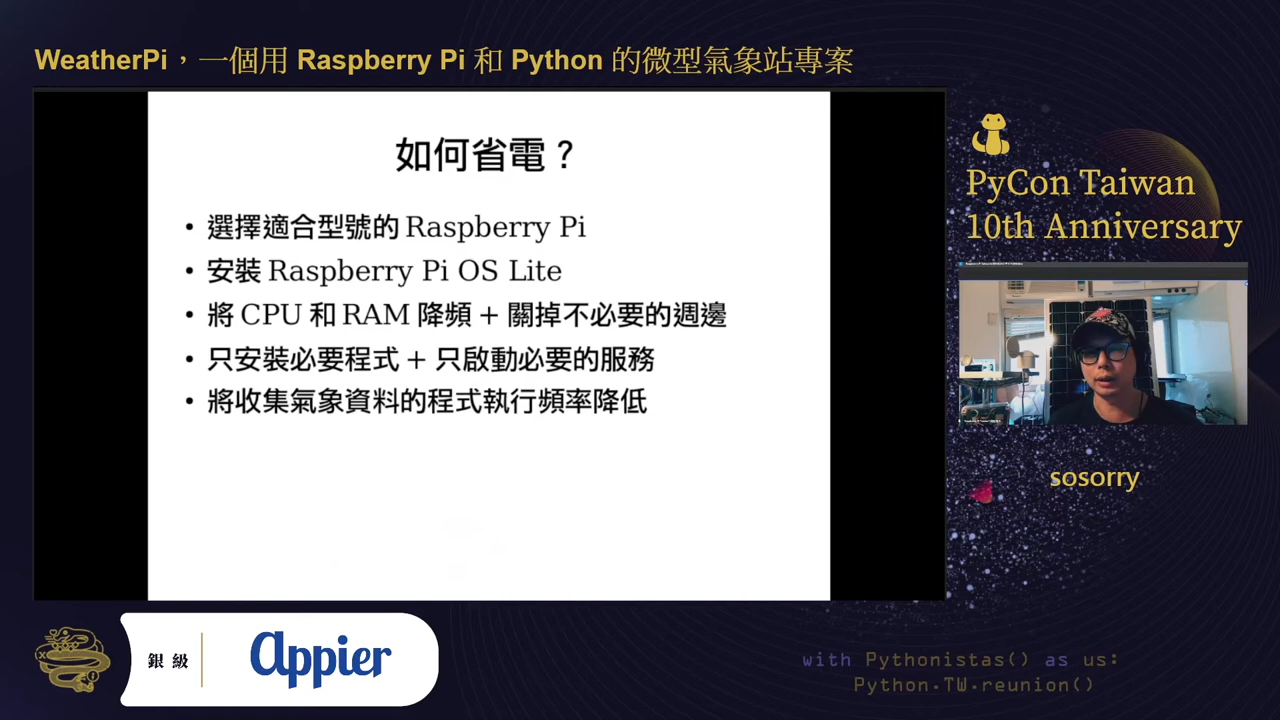 WeatherPi，一個用 Raspberry Pi 和 Python 的微型氣象站專案
如何省電？
• 選擇適合型號的 Raspberry Pi
• 安裝 Raspberry Pi OS Lite
• 將 CPU 和 RAM 降頻 + 關掉不必要的週邊
• 只安裝必要程式 + 只啟動必要的服務
• 將收集氣象資料的程式執行頻率降低
PyCon Taiwan
10th Anniversary
sosorry
銀級
Appier
with Pythonistas() as us:
Python.TW.reunion()